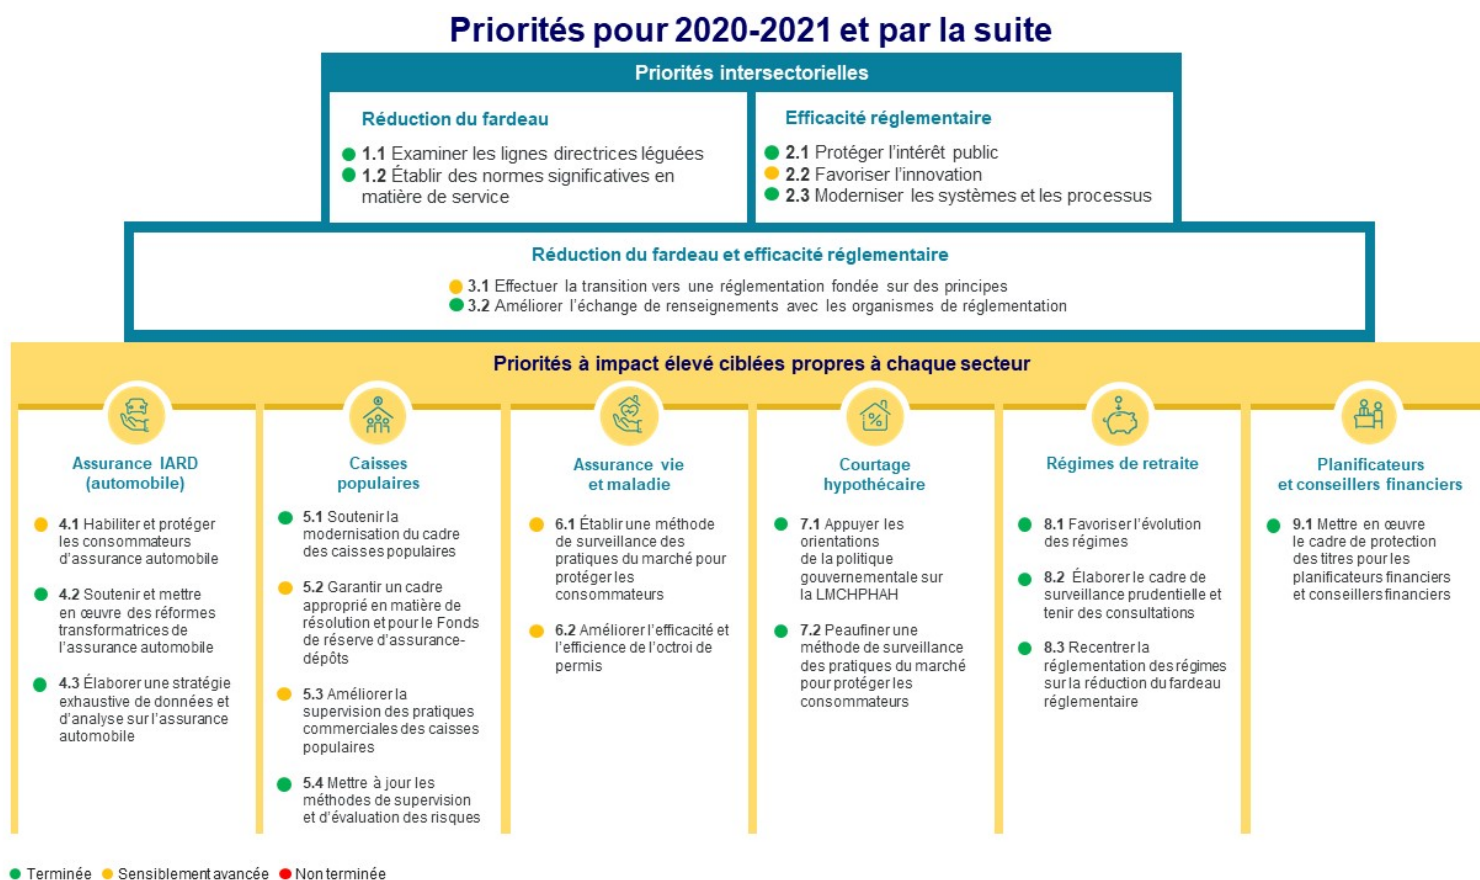 Priorités pour 2020-2021 et par la suite
Priorités intersectorielles
Réduction du fardeau
1.1 Examiner les lignes directrices léguées
1.2 Établir des normes significatives en
matière de service
Efficacité réglementaire
2.1 Protéger l'intérêt public
2.2 Favoriser l'innovation
2.3 Moderniser les systèmes et les processus
Réduction du fardeau et efficacité réglementaire
3.1 Effectuer la transition vers une réglementation fondée sur des principes
3.2 Améliorer l'échange de renseignements avec les organismes de réglementation
Priorités à impact élevé ciblées propres à chaque secteur
Assurance IARD
(automobile)
4.1 Habiliter et protéger
les consommateurs
d'assurance automobile
4.2 Soutenir et mettre
en œuvre des réformes
transformatrices de
l'assurance automobile
4.3 Élaborer une stratégie
exhaustive de données et
d'analyse sur l'assurance
automobile
Caisses
populaires
5.1 Soutenir la
modernisation du cadre
des caisses populaires
5.2 Garantir un cadre
approprié en matière de
résolution et pour le Fonds
de réserve d'assurance-
dépôts
5.3 Améliorer la
supervision des pratiques
commerciales des caisses
populaires
5.4 Mettre à jour les
méthodes de supervision
et d'évaluation des risques
Assurance vie
et maladie
6.1 Établir une méthode
de surveillance des
pratiques du marché pour
protéger les
consommateurs
6.2 Améliorer l'efficacité et
l'efficience de l'octroi de
permis
Courtage
hypothécaire
7.1 Appuyer les
orientations
de la politique
gouvernementale sur
la LMCHPHAH
7.2 Peaufiner une
méthode de surveillance
des pratiques du marché
pour protéger les
consommateurs
Régimes de retraite
8.1 Favoriser l'évolution
des régimes
8.2 Élaborer le cadre de
surveillance prudentielle et
tenir des consultations
8.3 Recentrer la
réglementation des régimes
sur la réduction du fardeau
réglementaire
Planificateurs
et conseillers financiers
9.1 Mettre en œuvre
le cadre de protection
des titres pour les
planificateurs financiers
et conseillers financiers
Terminée Sensiblement avancée Non terminée